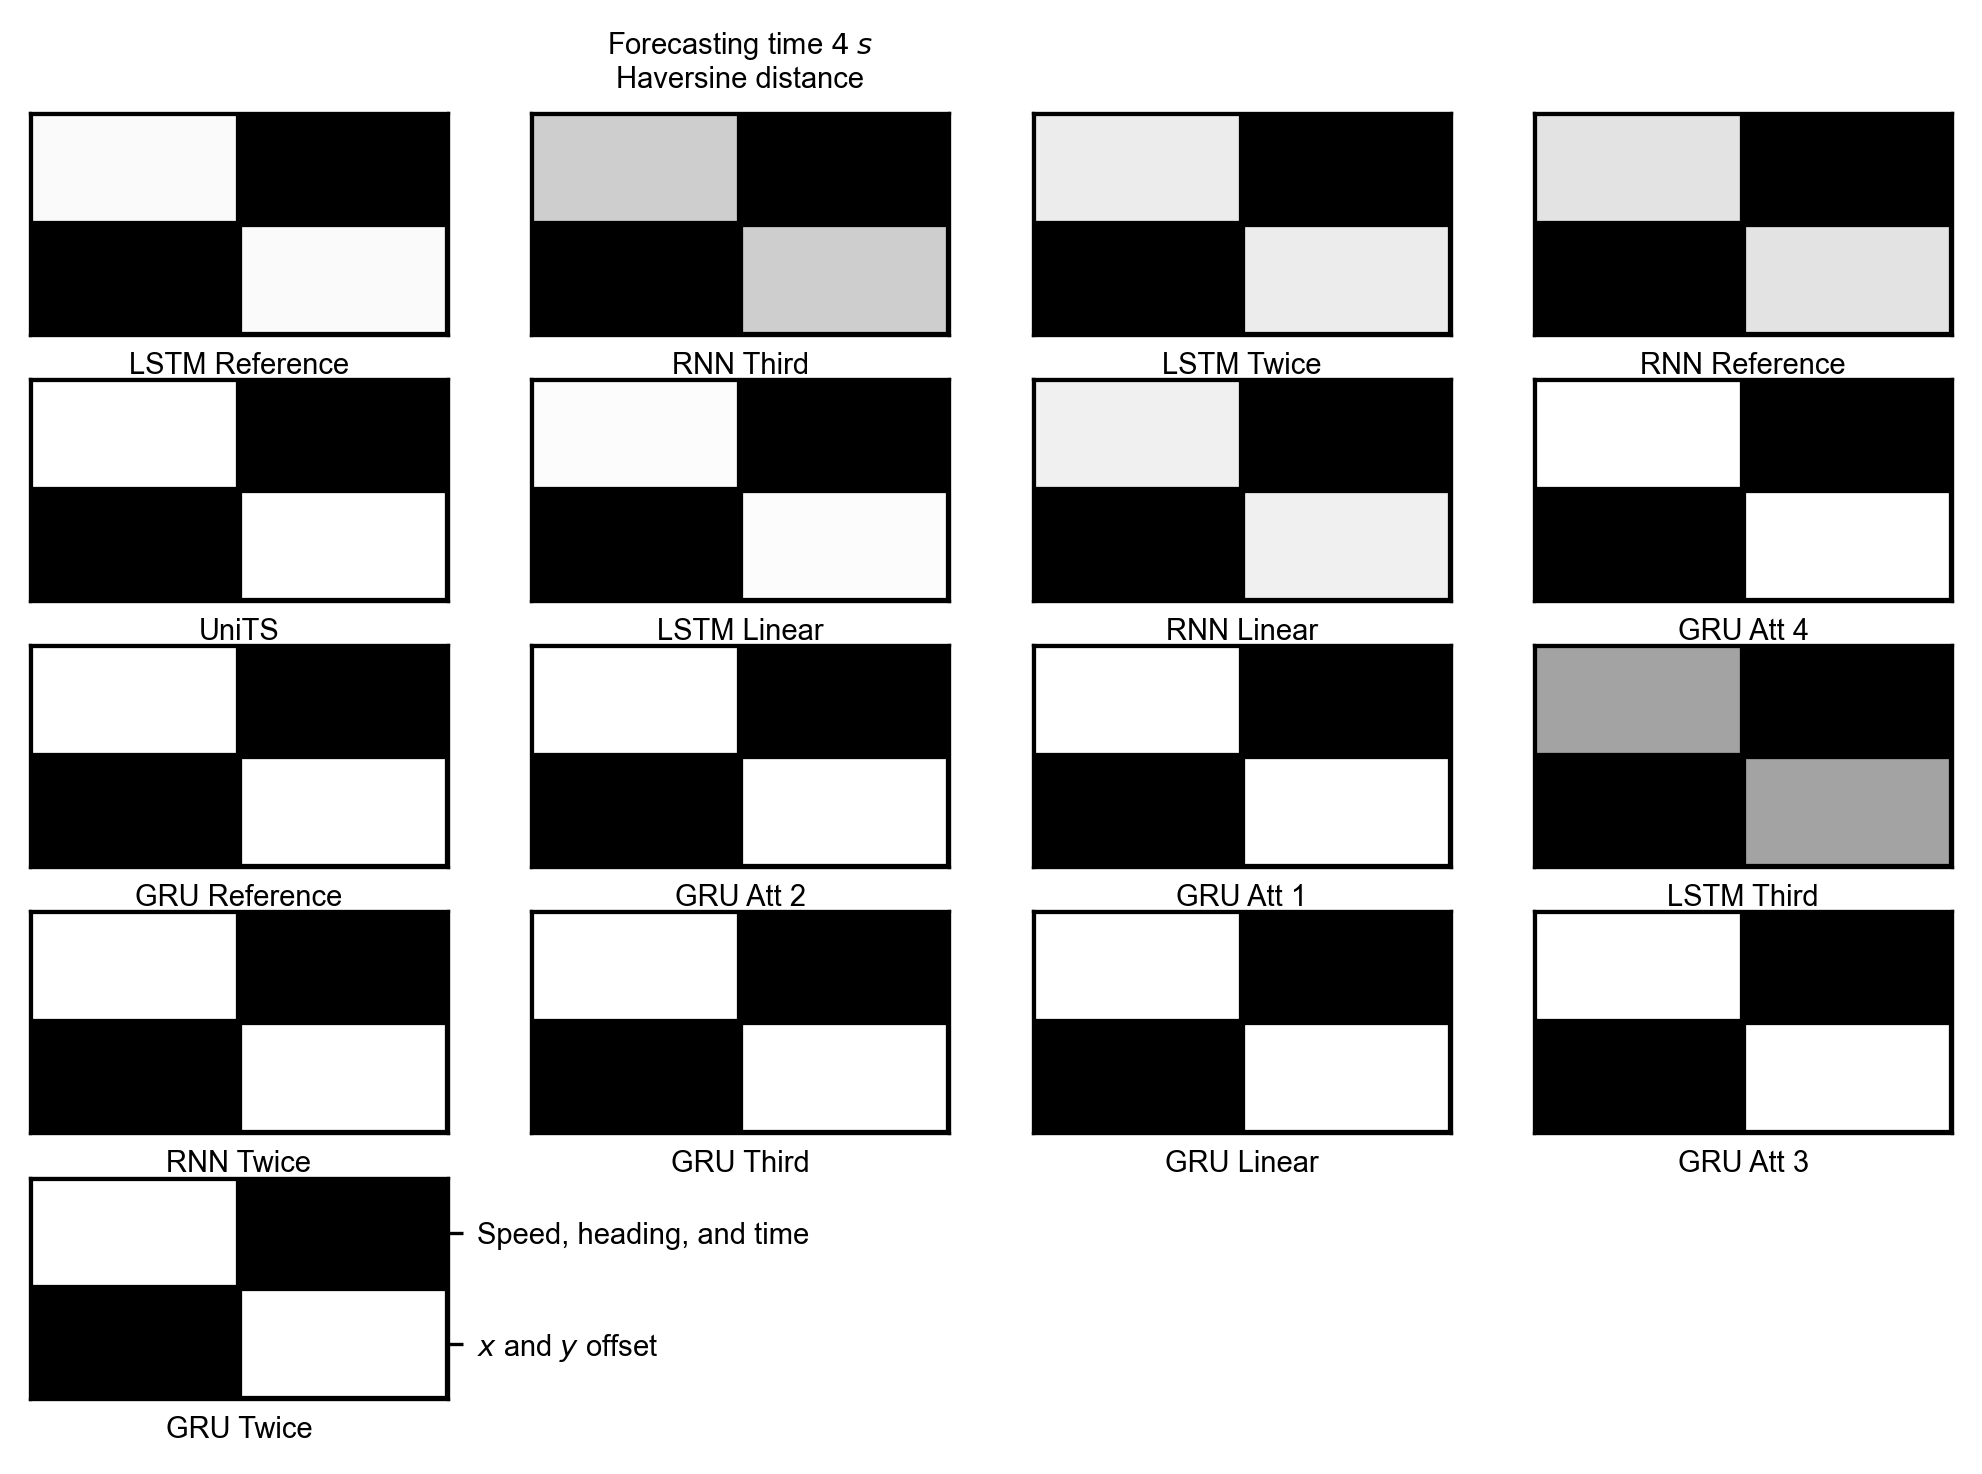 Forecasting time 4 s
Haversine distance
LSTM Reference
RNN Third
LSTM Twice
RNN Reference
UniTS
LSTM Linear
RNN Linear
GRU Att 4
GRU Reference
GRU Att 2
GRU Att 1
LSTM Third
RNN Twice
GRU Third
GRU Linear
GRU Att 3
Speed, heading, and time
x and y offset
GRU Twice